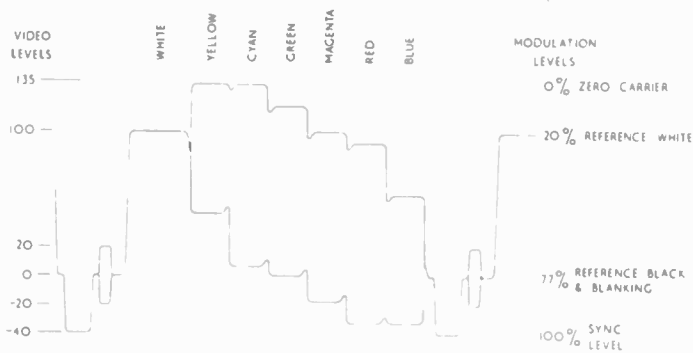 VIDEO
LEVELS
135
100
20
0
-20
-40
WHITE
YELLOW
CYAN
GREEN
MAGENTA
RED
BLUE
MODULATION
LEVELS
0% ZERO CARRIER
20% REFERENCE WHITE
77% REFERENCE BLACK
& BLANKING
100% SYNC
LEVEL